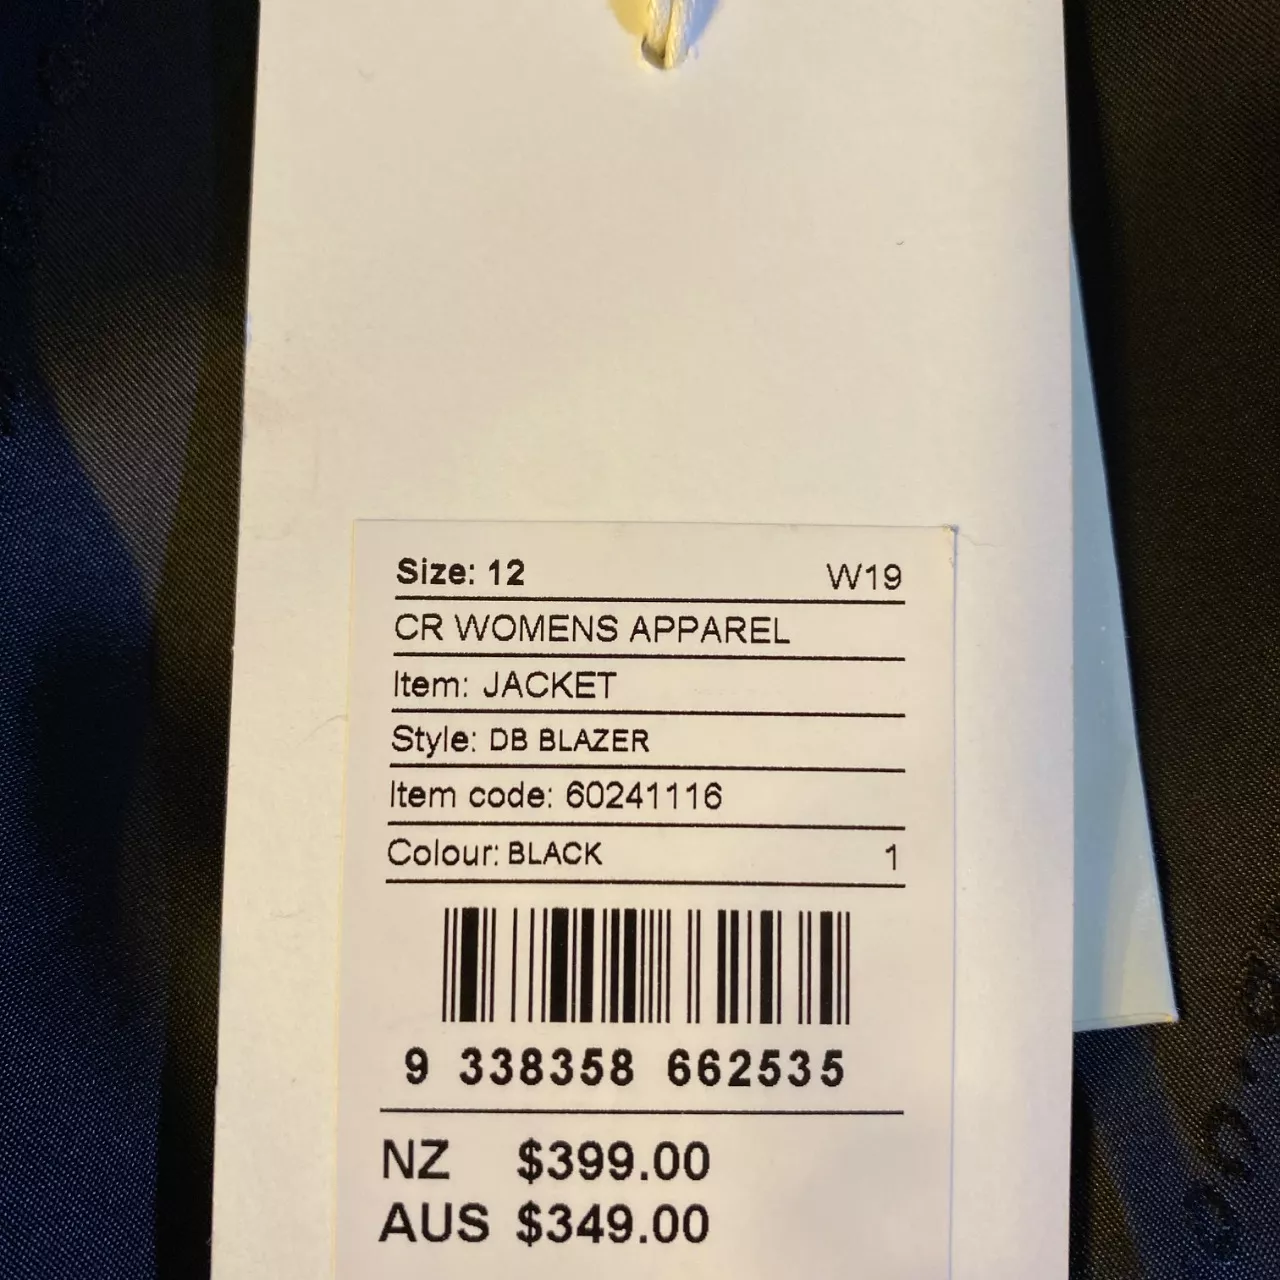 Size: 12 W19
CR WOMENS APPAREL
Item: JACKET
Style: DB BLAZER
Item code: 60241116
Colour: BLACK 1
9 338358 662535
NZ $399.00
AUS $349.00